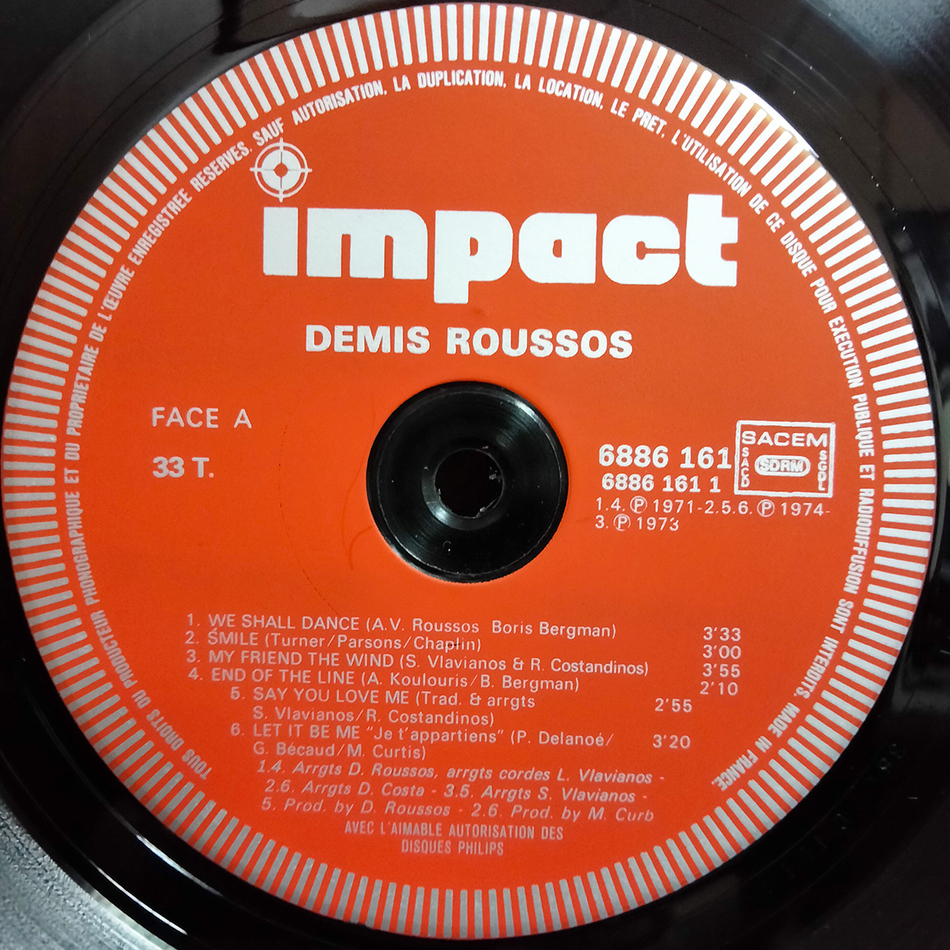 TOUS DROITS DU PRODUCTEUR PHONOGRAPHIQUE ET DU PROPRIETAIRE DE L'ŒUVRE ENREGISTREE RESERVES. SAUF AUTORISATION, LA DUPLICATION, LA LOCATION, LE PRET, L'UTILISATION DE CE DISQUE POUR EXECUTION PUBLIQUE ET RADIODIFFUSION SONT INTERDITS. MADE IN FRANCE
impact
DEMIS ROUSSOS
FACE A
33 T.
6886 161
6886 161 1
SACEM
SACD
SDRM
SGDL
1.4. ℗ 1971-2.5.6. ℗ 1974-
3. ℗ 1973
1. WE SHALL DANCE (A.V. Roussos Boris Bergman) 3'33
2. SMILE (Turner/Parsons/Chaplin) 3'00
3. MY FRIEND THE WIND (S. Vlavianos & R. Costandinos) 3'55
4. END OF THE LINE (A. Koulouris/B. Bergman) 2'10
5. SAY YOU LOVE ME (Trad. & arrgts 2'55
S. Vlavianos/R. Costandinos)
6. LET IT BE ME "Je t'appartiens" (P. Delanoé/ 3'20
G. Bécaud/M. Curtis)
1.4. Arrgts D. Roussos, arrgts cordes L. Vlavianos -
2.6. Arrgts D. Costa - 3.5. Arrgts S. Vlavianos -
5. Prod. by D. Roussos - 2.6. Prod. by M. Curb
AVEC L'AIMABLE AUTORISATION DES
DISQUES PHILIPS